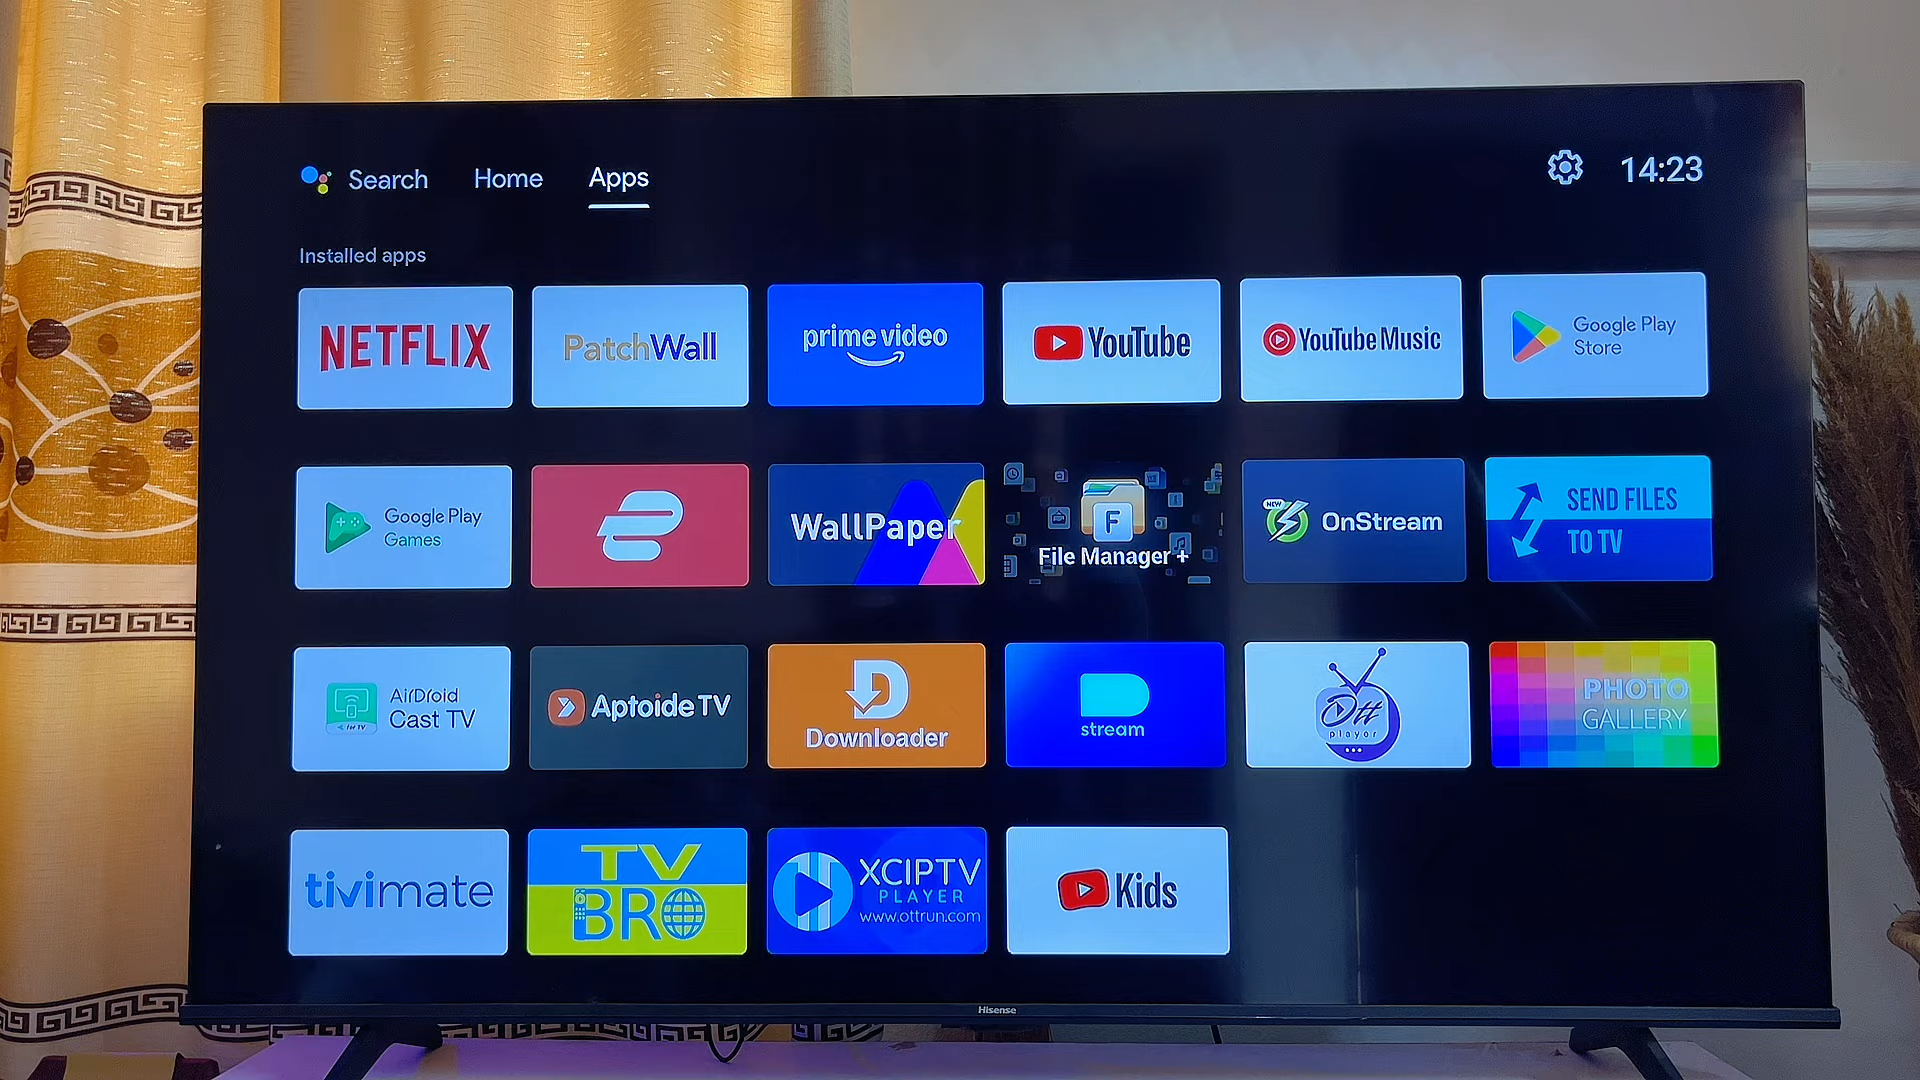 Search Home Apps
14:23
Installed apps
NETFLIX
PatchWall
prime video
YouTube
YouTube Music
Google Play
Store
Google Play
Games
WallPaper
F
File Manager +
NEW
OnStream
SEND FILES
TO TV
AirDroid
Cast TV
for TV
Aptoide TV
Downloader
stream
Ott
player
PHOTO
GALLERY
tivimate
TV
BRO
XCIPTV
PLAYER
www.ottrun.com
Kids
Hisense